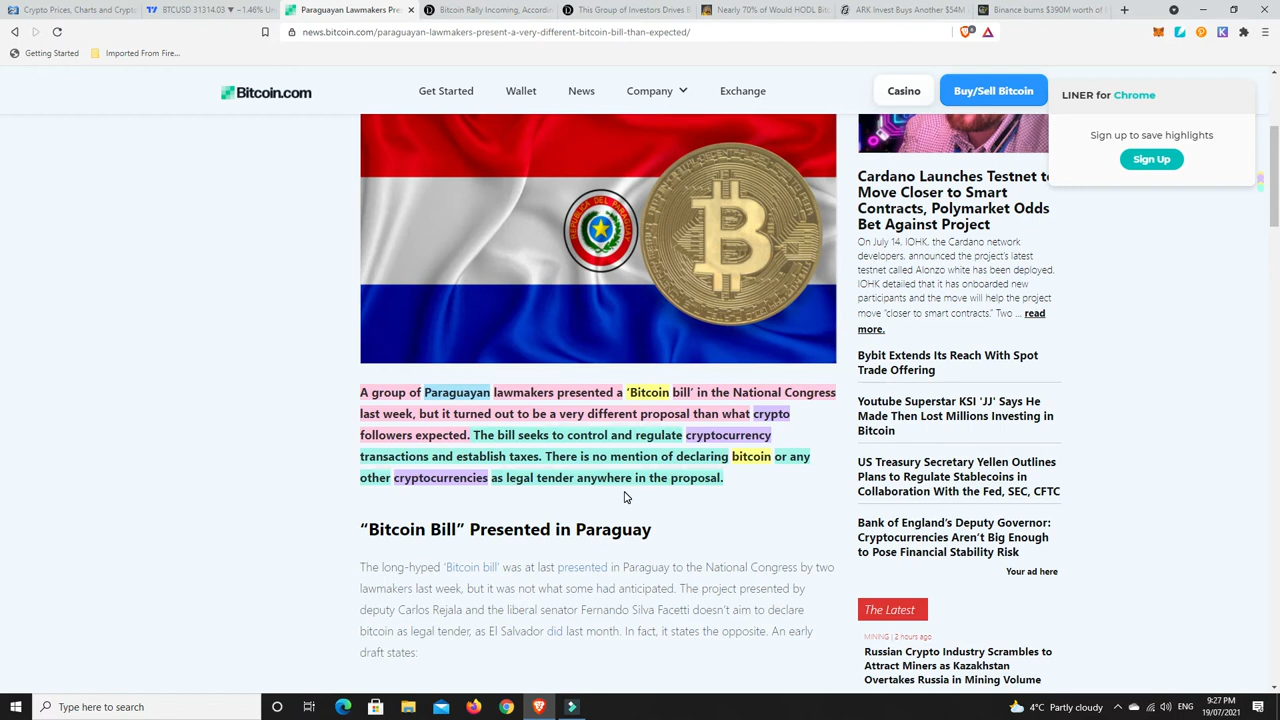 Crypto Prices, Charts and Crypto
BTCUSD 31314.03 ▼ −1.46% Un
Paraguayan Lawmakers Pres
Bitcoin Rally Incoming, Accordi
This Group of Investors Drives B
Nearly 70% of Would HODL Bitc
ARK Invest Buys Another $54M
Binance burns $390M worth of
news.bitcoin.com/paraguayan-lawmakers-present-a-very-different-bitcoin-bill-than-expected/
Getting Started
Imported From Fire...
Bitcoin.com
Get Started
Wallet
News
Company
Exchange
Casino
Buy/Sell Bitcoin
LINER for Chrome
Sign up to save highlights
Sign Up
REPUBLICA DEL PARAGUAY
A group of Paraguayan lawmakers presented a ‘Bitcoin bill’ in the National Congress
last week, but it turned out to be a very different proposal than what crypto
followers expected. The bill seeks to control and regulate cryptocurrency
transactions and establish taxes. There is no mention of declaring bitcoin or any
other cryptocurrencies as legal tender anywhere in the proposal.
“Bitcoin Bill” Presented in Paraguay
The long-hyped ‘Bitcoin bill’ was at last presented in Paraguay to the National Congress by two
lawmakers last week, but it was not what some had anticipated. The project presented by
deputy Carlos Rejala and the liberal senator Fernando Silva Facetti doesn’t aim to declare
bitcoin as legal tender, as El Salvador did last month. In fact, it states the opposite. An early
draft states:
Cardano Launches Testnet to
Move Closer to Smart
Contracts, Polymarket Odds
Bet Against Project
On July 14, IOHK, the Cardano network
developers, announced the project’s latest
testnet called Alonzo white has been deployed.
IOHK detailed that it has onboarded new
participants and the move will help the project
move “closer to smart contracts.” Two ... read
more.
Bybit Extends Its Reach With Spot
Trade Offering
Youtube Superstar KSI 'JJ' Says He
Made Then Lost Millions Investing in
Bitcoin
US Treasury Secretary Yellen Outlines
Plans to Regulate Stablecoins in
Collaboration With the Fed, SEC, CFTC
Bank of England’s Deputy Governor:
Cryptocurrencies Aren’t Big Enough
to Pose Financial Stability Risk
Your ad here
The Latest
MINING | 2 hours ago
Russian Crypto Industry Scrambles to
Attract Miners as Kazakhstan
Overtakes Russia in Mining Volume
Type here to search
4°C Partly cloudy
ENG
9:27 PM
19/07/2021